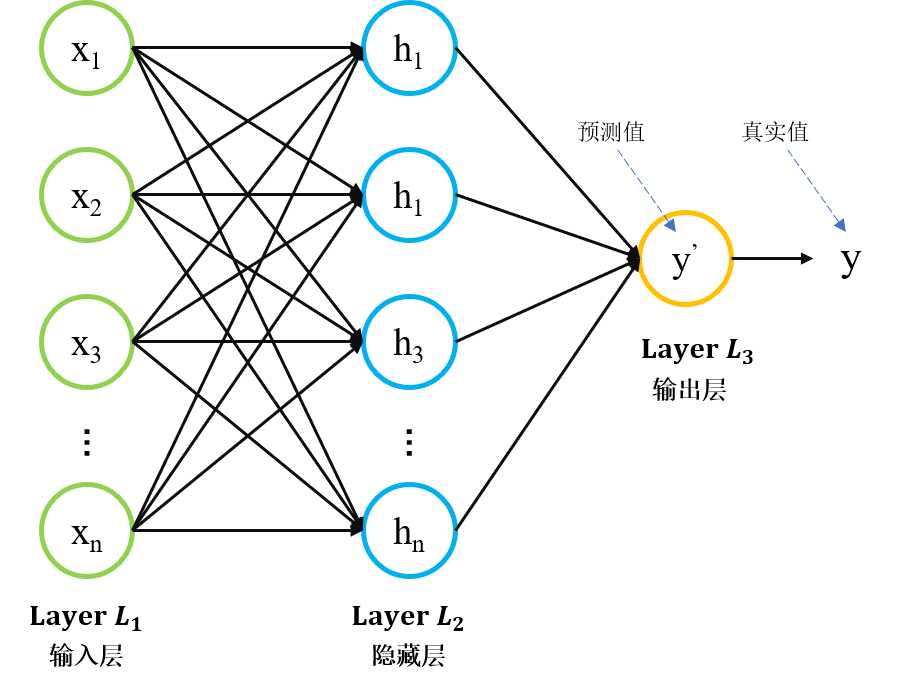 x₁
h₁
预测值
真实值
x₂
h₁
y’
y
x₃
h₃
Layer L₃
输出层
⋮
⋮
xₙ
hₙ
Layer L₁
Layer L₂
输入层
隐藏层